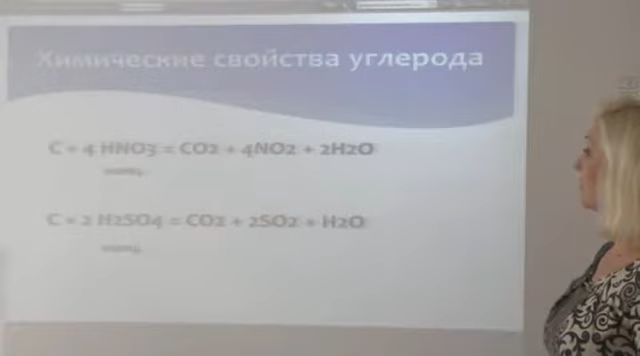 Химические свойства углерода
C + 4 HNO3 = CO2 + 4NO2 + 2H2O
C + 2 H2SO4 = CO2 + 2SO2 + H2O